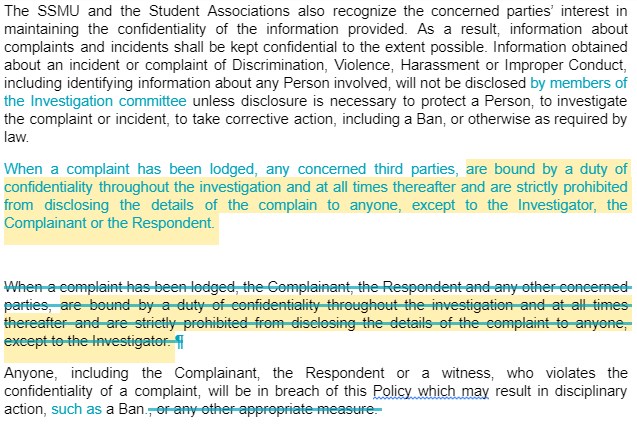 The SSMU and the Student Associations also recognize the concerned parties' interest in
maintaining the confidentiality of the information provided. As a result, information about
complaints and incidents shall be kept confidential to the extent possible. Information obtained
about an incident or complaint of Discrimination, Violence, Harassment or Improper Conduct,
including identifying information about any Person involved, will not be disclosed by members of
the Investigation committee unless disclosure is necessary to protect a Person, to investigate
the complaint or incident, to take corrective action, including a Ban, or otherwise as required by
law.
When a complaint has been lodged, any concerned third parties, are bound by a duty of
confidentiality throughout the investigation and at all times thereafter and are strictly prohibited
from disclosing the details of the complain to anyone, except to the Investigator, the
Complainant or the Respondent.
When a complaint has been lodged, the Complainant, the Respondent and any other concerned
parties, are bound by a duty of confidentiality throughout the investigation and at all times
thereafter and are strictly prohibited from disclosing the details of the complaint to anyone,
except to the Investigator. ¶
Anyone, including the Complainant, the Respondent or a witness, who violates the
confidentiality of a complaint, will be in breach of this Policy which may result in disciplinary
action, such as a Ban., or any other appropriate measure.